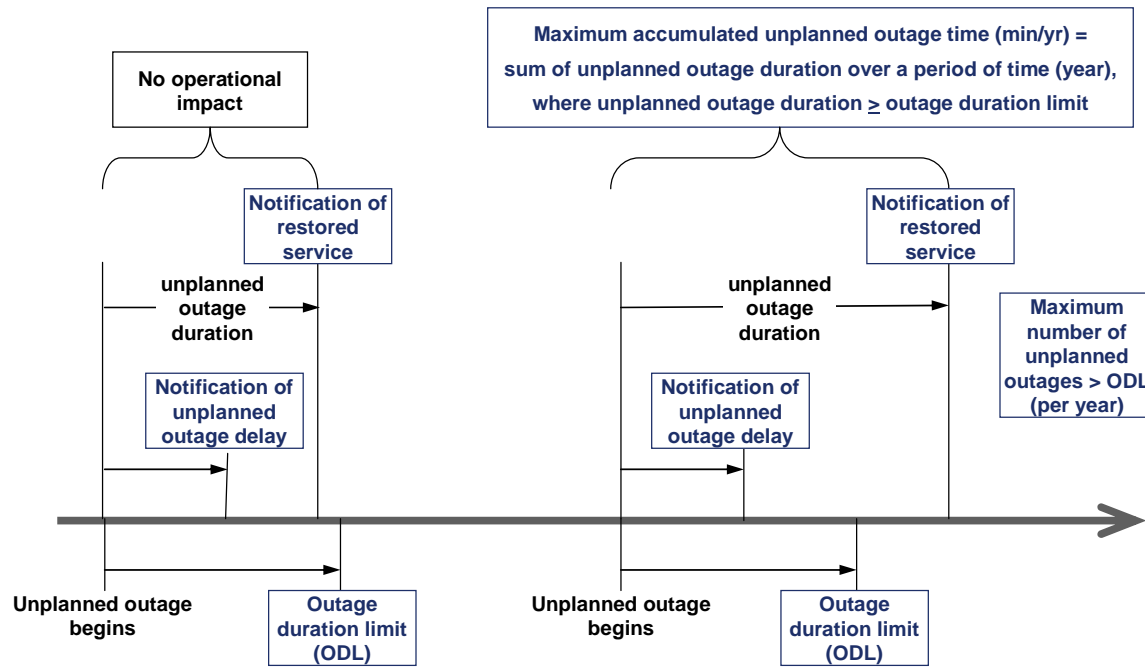 No operational
impact
Maximum accumulated unplanned outage time (min/yr) =
sum of unplanned outage duration over a period of time (year),
where unplanned outage duration ≥ outage duration limit
Notification of
restored
service
unplanned
outage
duration
Notification of
unplanned
outage delay
Unplanned outage
begins
Outage
duration limit
(ODL)
Notification of
restored
service
unplanned
outage
duration
Notification of
unplanned
outage delay
Unplanned outage
begins
Outage
duration limit
(ODL)
Maximum
number of
unplanned
outages > ODL
(per year)